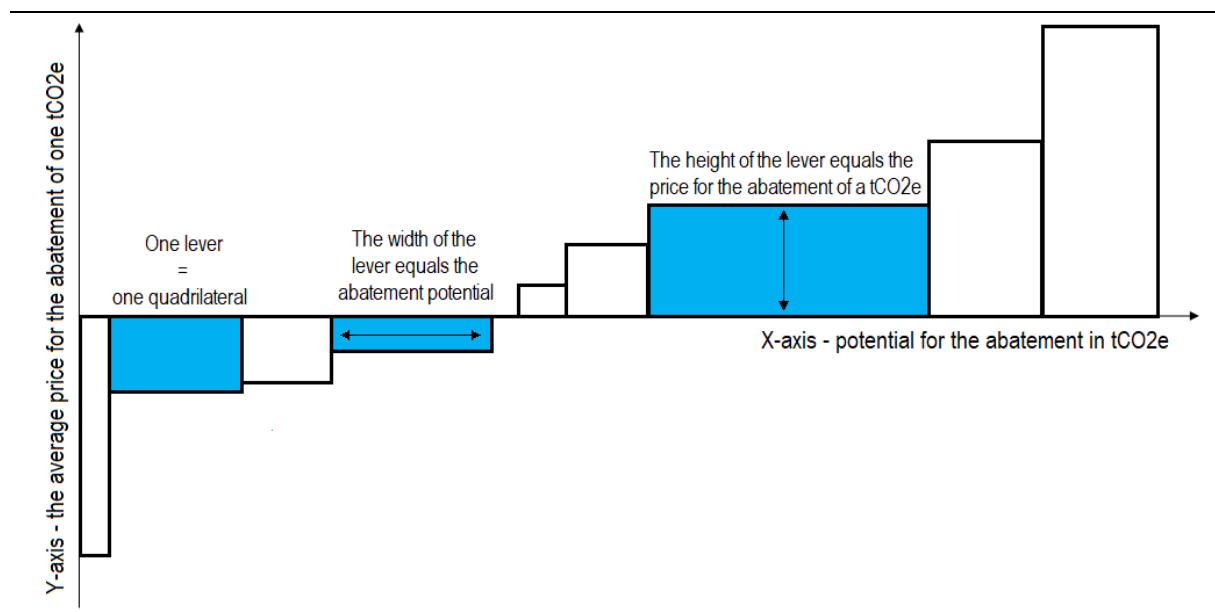 Y-axis - the average price for the abatement of one tCO2e
One lever
=
one quadrilateral
The width of the
lever equals the
abatement potential
The height of the lever equals the
price for the abatement of a tCO2e
X-axis - potential for the abatement in tCO2e